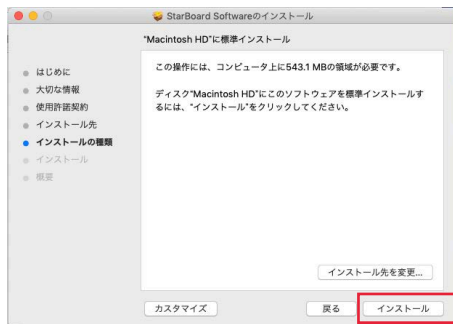 StarBoard Softwareのインストール
"Macintosh HD"に標準インストール
はじめに
大切な情報
使用許諾契約
インストール先
インストールの種類
インストール
概要
この操作には、コンピュータ上に543.1 MBの領域が必要です。
ディスク"Macintosh HD"にこのソフトウェアを標準インストールす
るには、"インストール"をクリックしてください。
インストール先を変更...
カスタマイズ
戻る
インストール